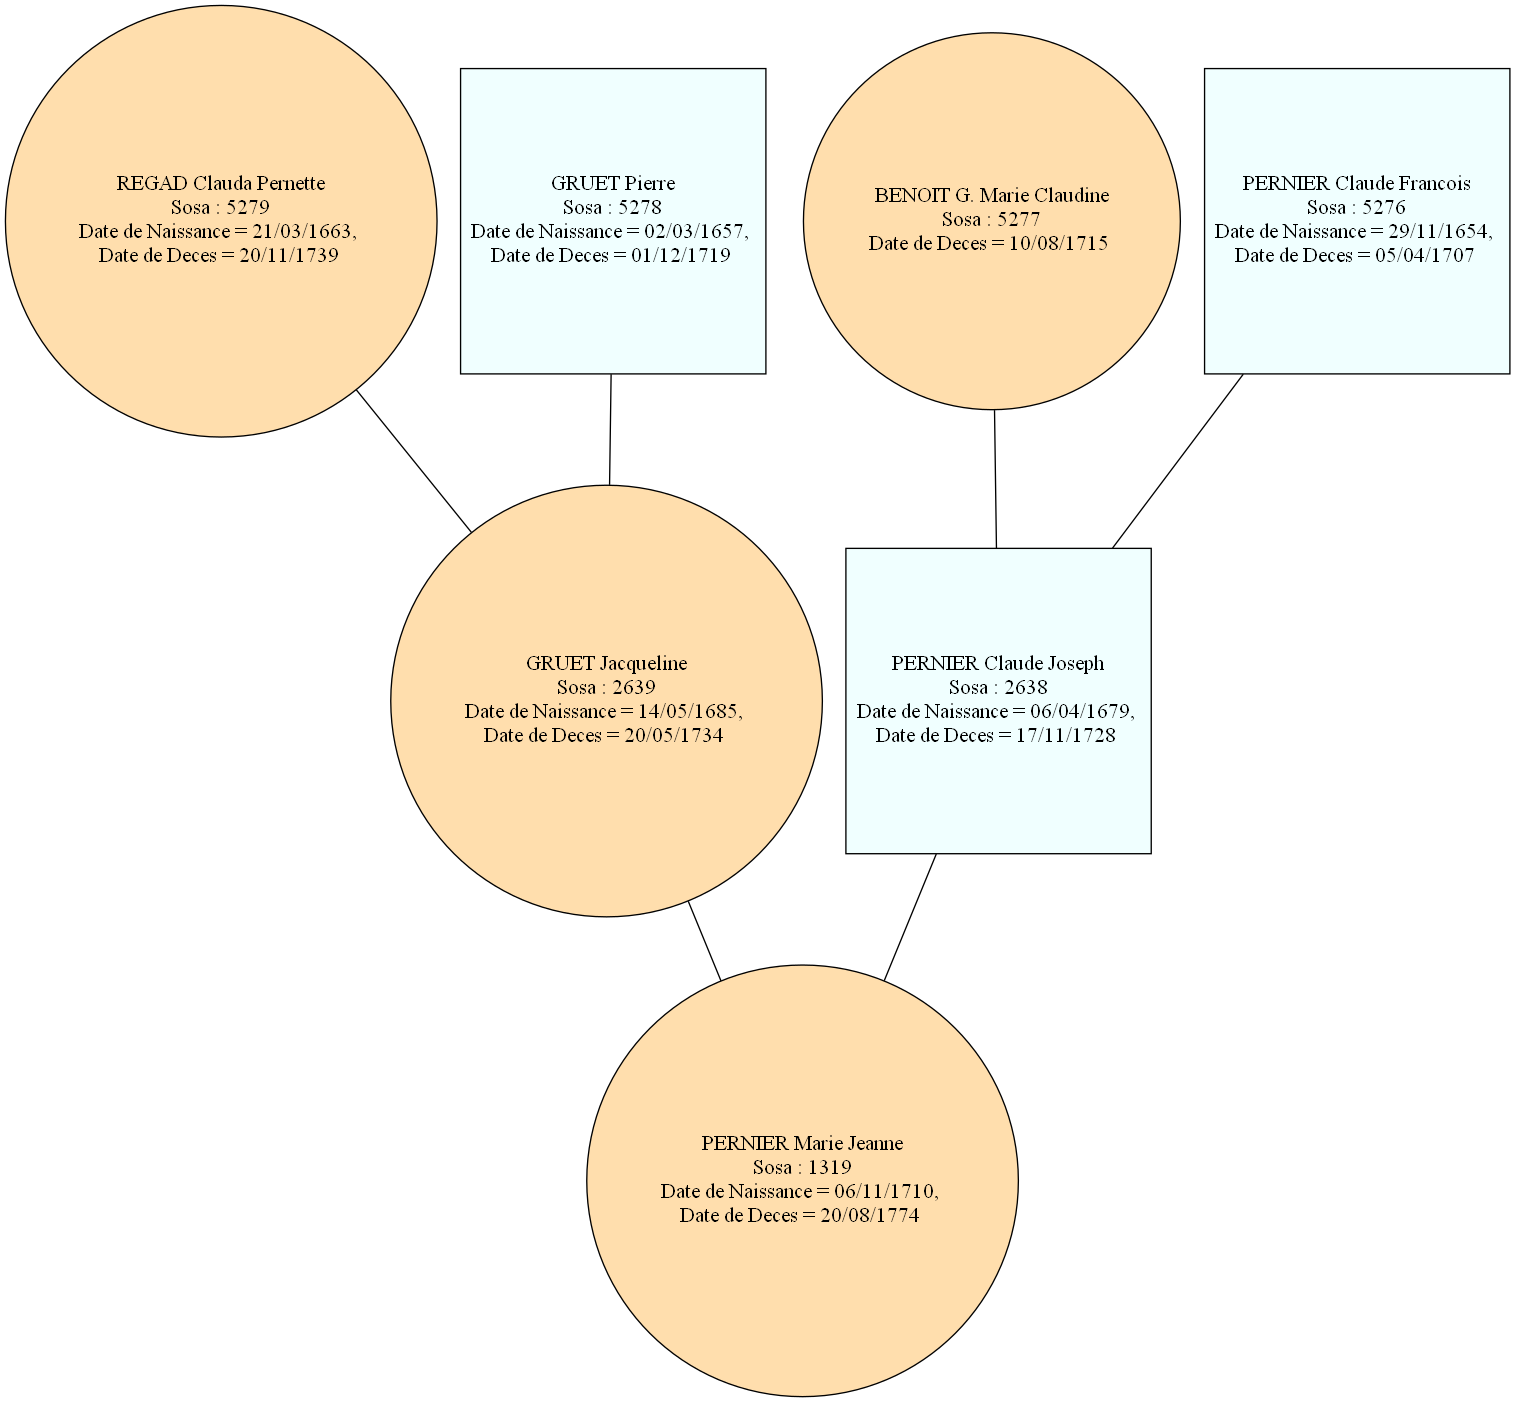 REGAD Clauda Pernette
Sosa : 5279
Date de Naissance = 21/03/1663,
Date de Deces = 20/11/1739
GRUET Pierre
Sosa : 5278
Date de Naissance = 02/03/1657,
Date de Deces = 01/12/1719
BENOIT G. Marie Claudine
Sosa : 5277
Date de Deces = 10/08/1715
PERNIER Claude Francois
Sosa : 5276
Date de Naissance = 29/11/1654,
Date de Deces = 05/04/1707
GRUET Jacqueline
Sosa : 2639
Date de Naissance = 14/05/1685,
Date de Deces = 20/05/1734
PERNIER Claude Joseph
Sosa : 2638
Date de Naissance = 06/04/1679,
Date de Deces = 17/11/1728
PERNIER Marie Jeanne
Sosa : 1319
Date de Naissance = 06/11/1710,
Date de Deces = 20/08/1774